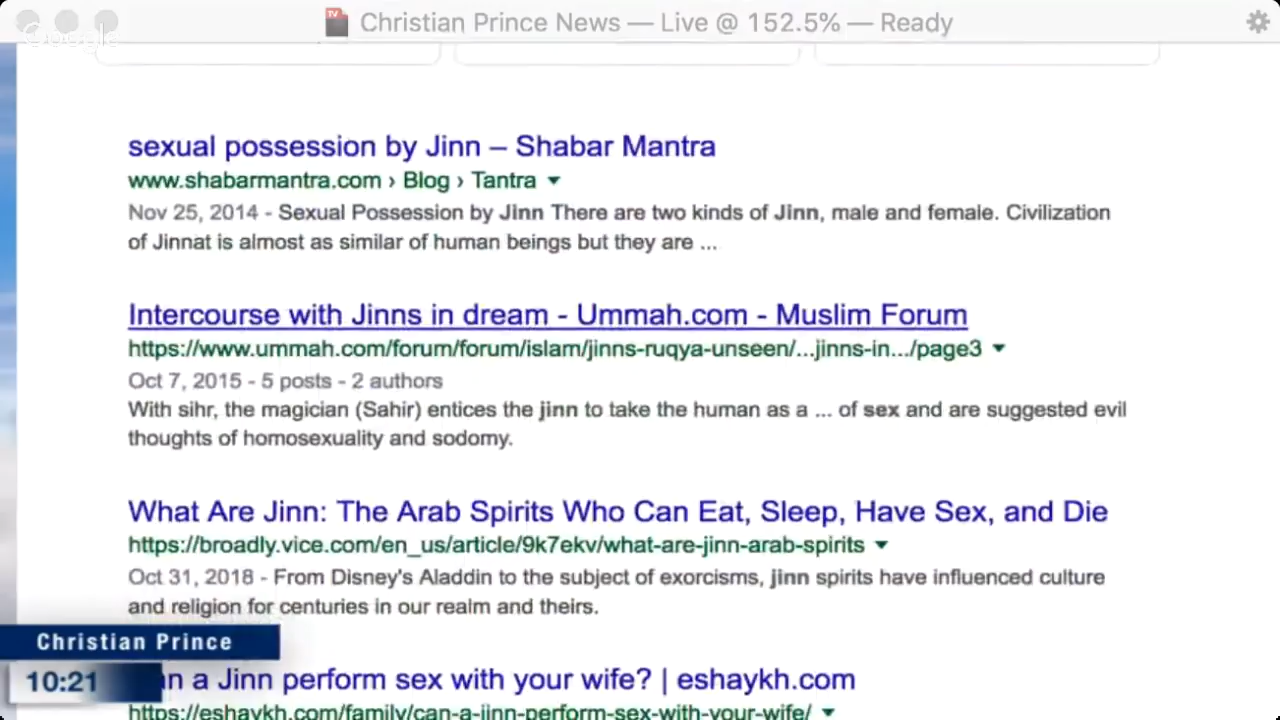 Christian Prince News — Live @ 152.5% — Ready
Google
sexual possession by Jinn – Shabar Mantra
www.shabarmantra.com › Blog › Tantra
Nov 25, 2014 - Sexual Possession by Jinn There are two kinds of Jinn, male and female. Civilization
of Jinnat is almost as similar of human beings but they are ...
Intercourse with Jinns in dream - Ummah.com - Muslim Forum
https://www.ummah.com/forum/forum/islam/jinns-ruqya-unseen/...jinns-in.../page3
Oct 7, 2015 - 5 posts - 2 authors
With sihr, the magician (Sahir) entices the jinn to take the human as a ... of sex and are suggested evil
thoughts of homosexuality and sodomy.
What Are Jinn: The Arab Spirits Who Can Eat, Sleep, Have Sex, and Die
https://broadly.vice.com/en_us/article/9k7ekv/what-are-jinn-arab-spirits
Oct 31, 2018 - From Disney's Aladdin to the subject of exorcisms, jinn spirits have influenced culture
and religion for centuries in our realm and theirs.
Christian Prince
10:21
a Jinn perform sex with your wife? | eshaykh.com
https://eshaykh.com/family/can-a-jinn-perform-sex-with-your-wife/